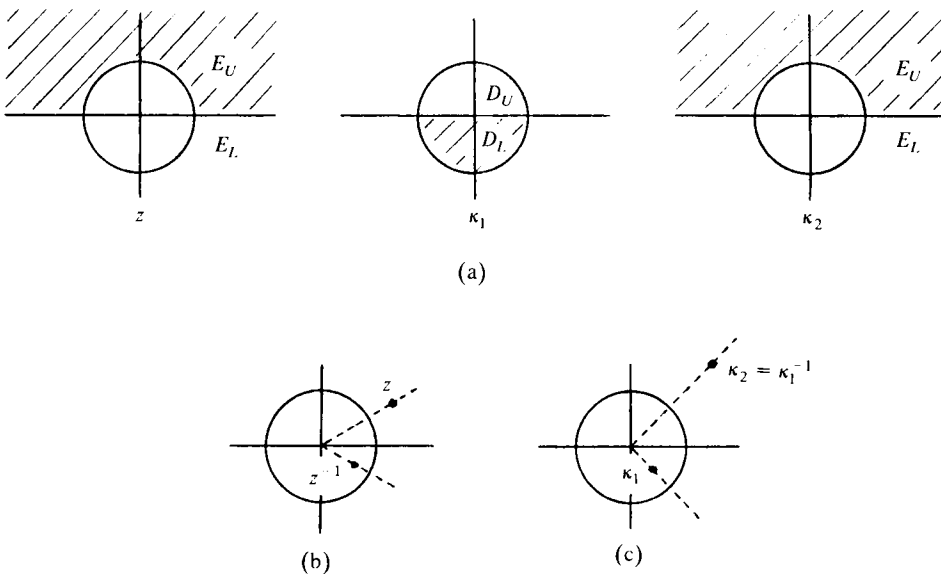 E_U E_L z
D_U D_L κ_1
E_U E_L κ_2
(a)
z z^{-1}
κ_2 = κ_1^{-1}
κ_1
(b) (c)